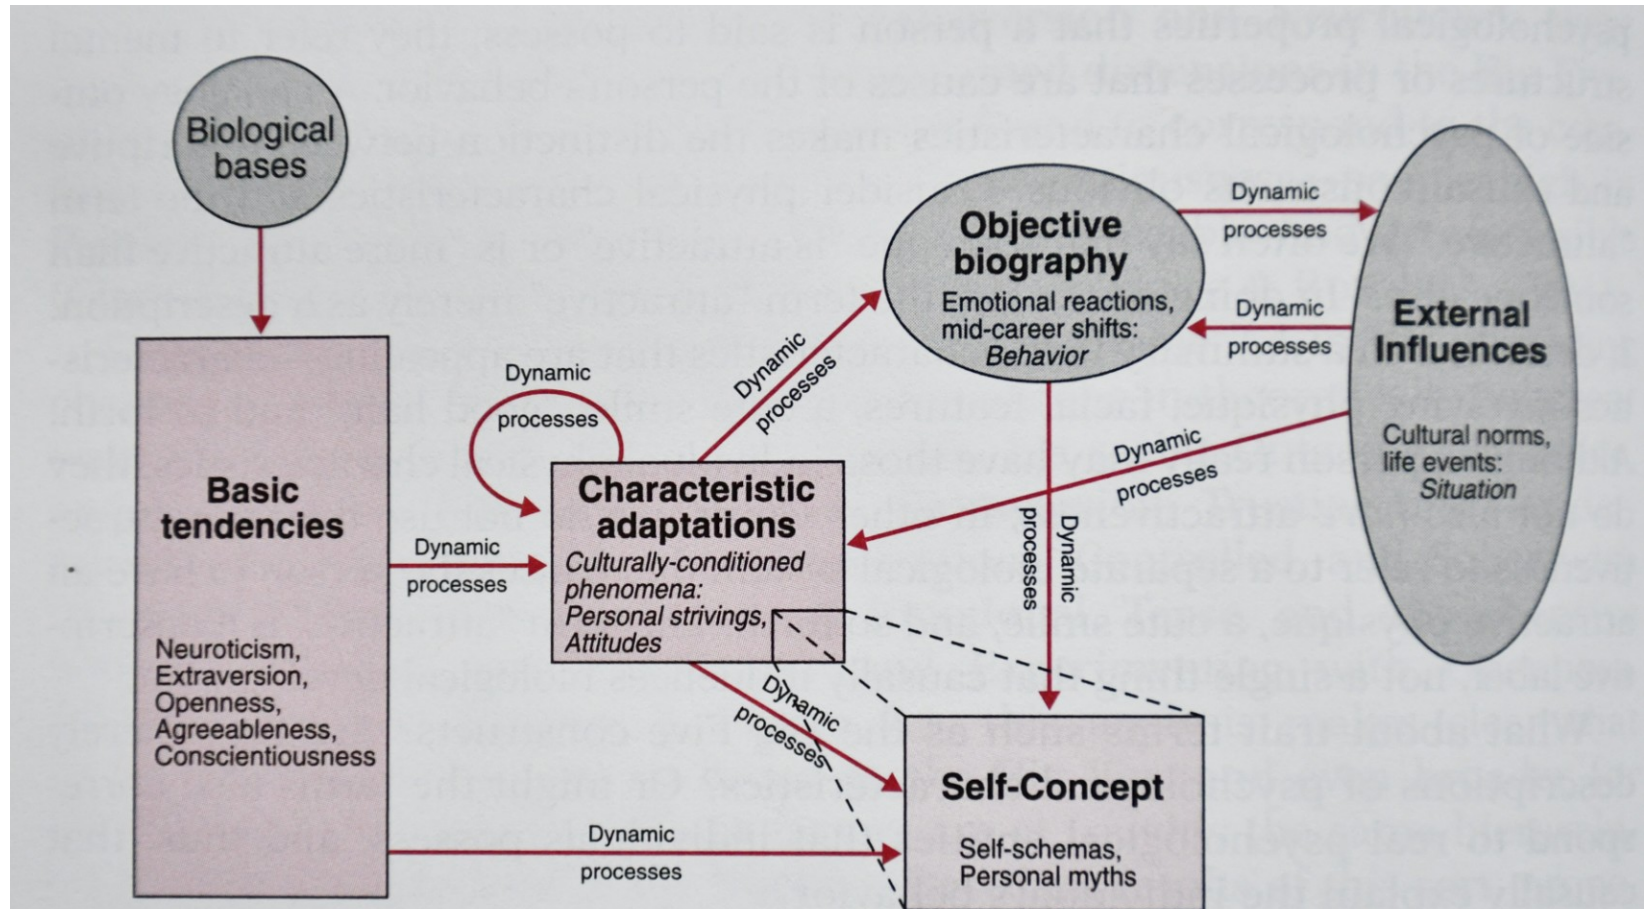 Biological
bases
Basic
tendencies
Neuroticism,
Extraversion,
Openness,
Agreeableness,
Conscientiousness
Dynamic
processes
Dynamic
processes
Characteristic
adaptations
Culturally-conditioned
phenomena:
Personal strivings,
Attitudes
Dynamic
processes
Objective
biography
Emotional reactions,
mid-career shifts:
Behavior
Dynamic
processes
Dynamic
processes
External
Influences
Cultural norms,
life events:
Situation
Dynamic
processes
Dynamic
processes
Dynamic
processes
Dynamic
processes
Self-Concept
Self-schemas,
Personal myths